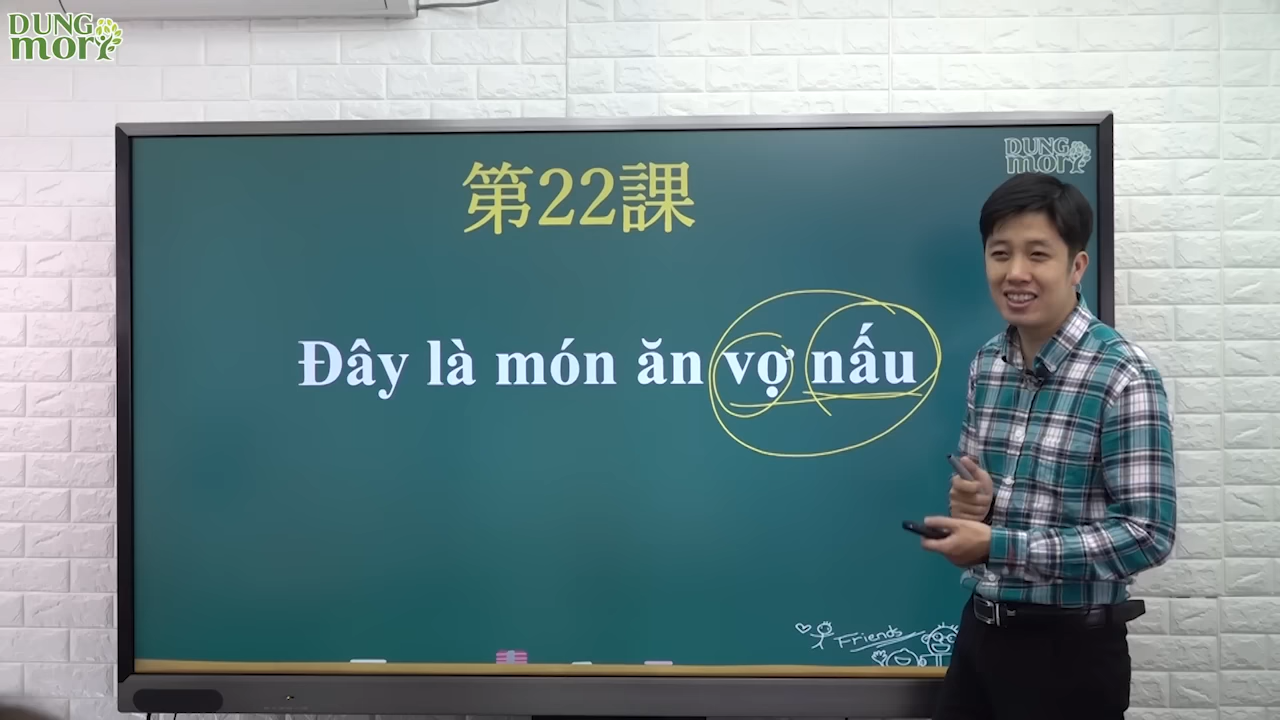 DUNG
mori
DUNG
mori
第22課
Đây là món ăn vợ nấu
Friends